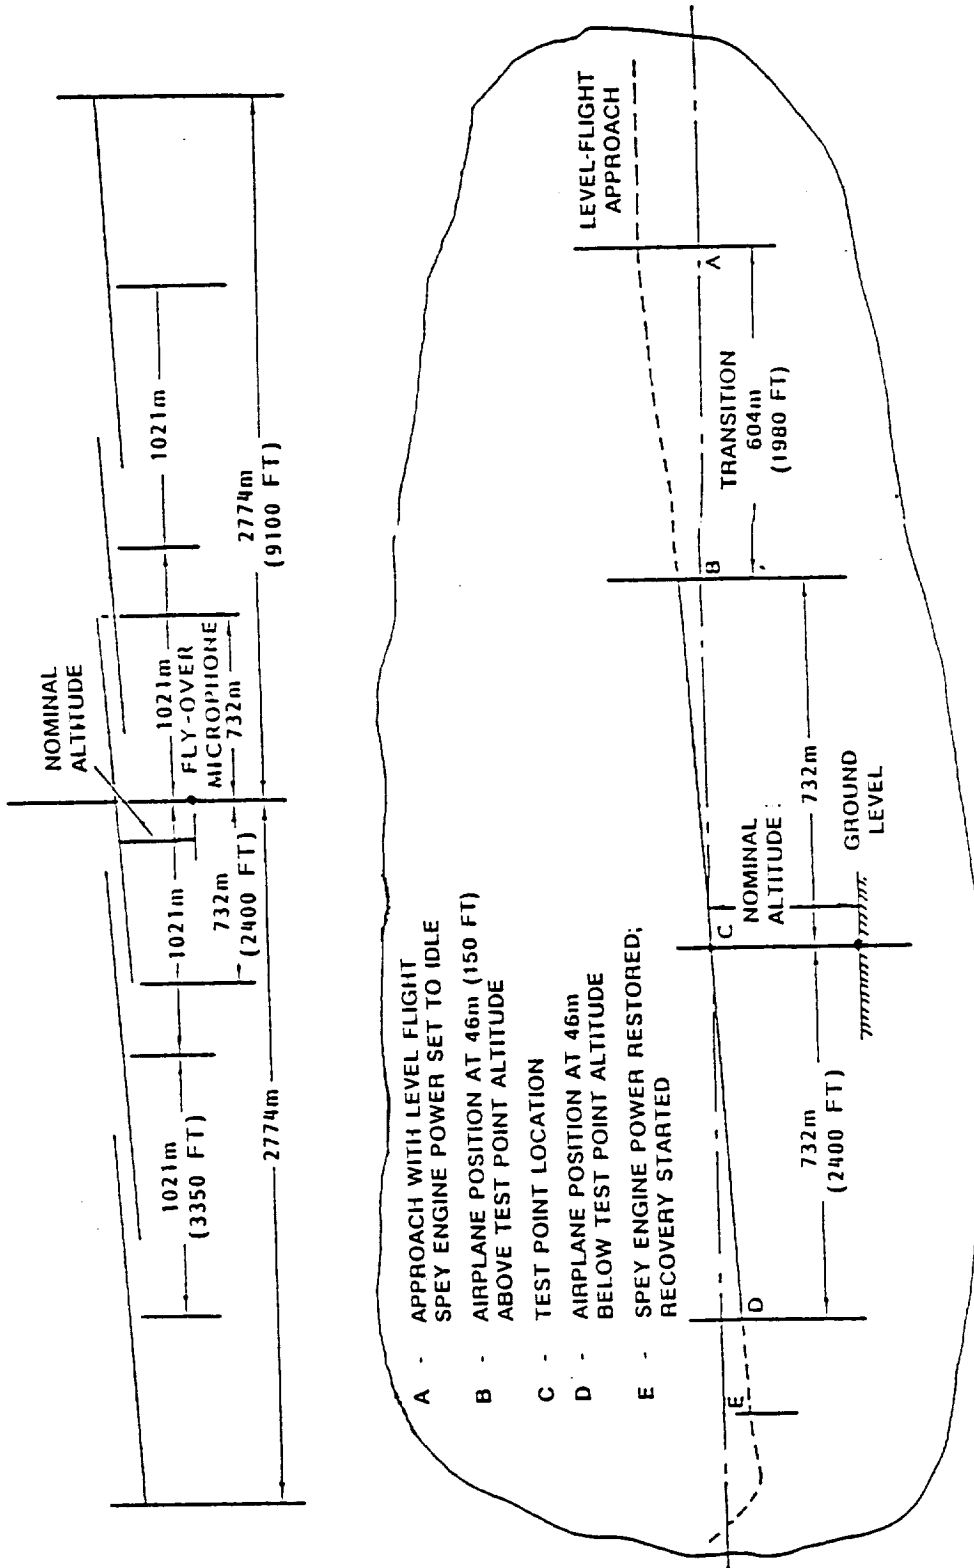 NOMINAL
ALTITUDE
1021m
(3350 FT)
1021m
1021m
1021m
FLY-OVER
MICROPHONE
732m
(2400 FT)
732m
2774m
2774m
(9100 FT)
A - APPROACH WITH LEVEL FLIGHT
SPEY ENGINE POWER SET TO IDLE
B - AIRPLANE POSITION AT 46m (150 FT)
ABOVE TEST POINT ALTITUDE
C - TEST POINT LOCATION
D - AIRPLANE POSITION AT 46m
BELOW TEST POINT ALTITUDE
E - SPEY ENGINE POWER RESTORED;
RECOVERY STARTED
LEVEL-FLIGHT
APPROACH
E
D
C
B
A
NOMINAL
ALTITUDE
TRANSITION
604m
(1980 FT)
732m
(2400 FT)
732m
GROUND
LEVEL